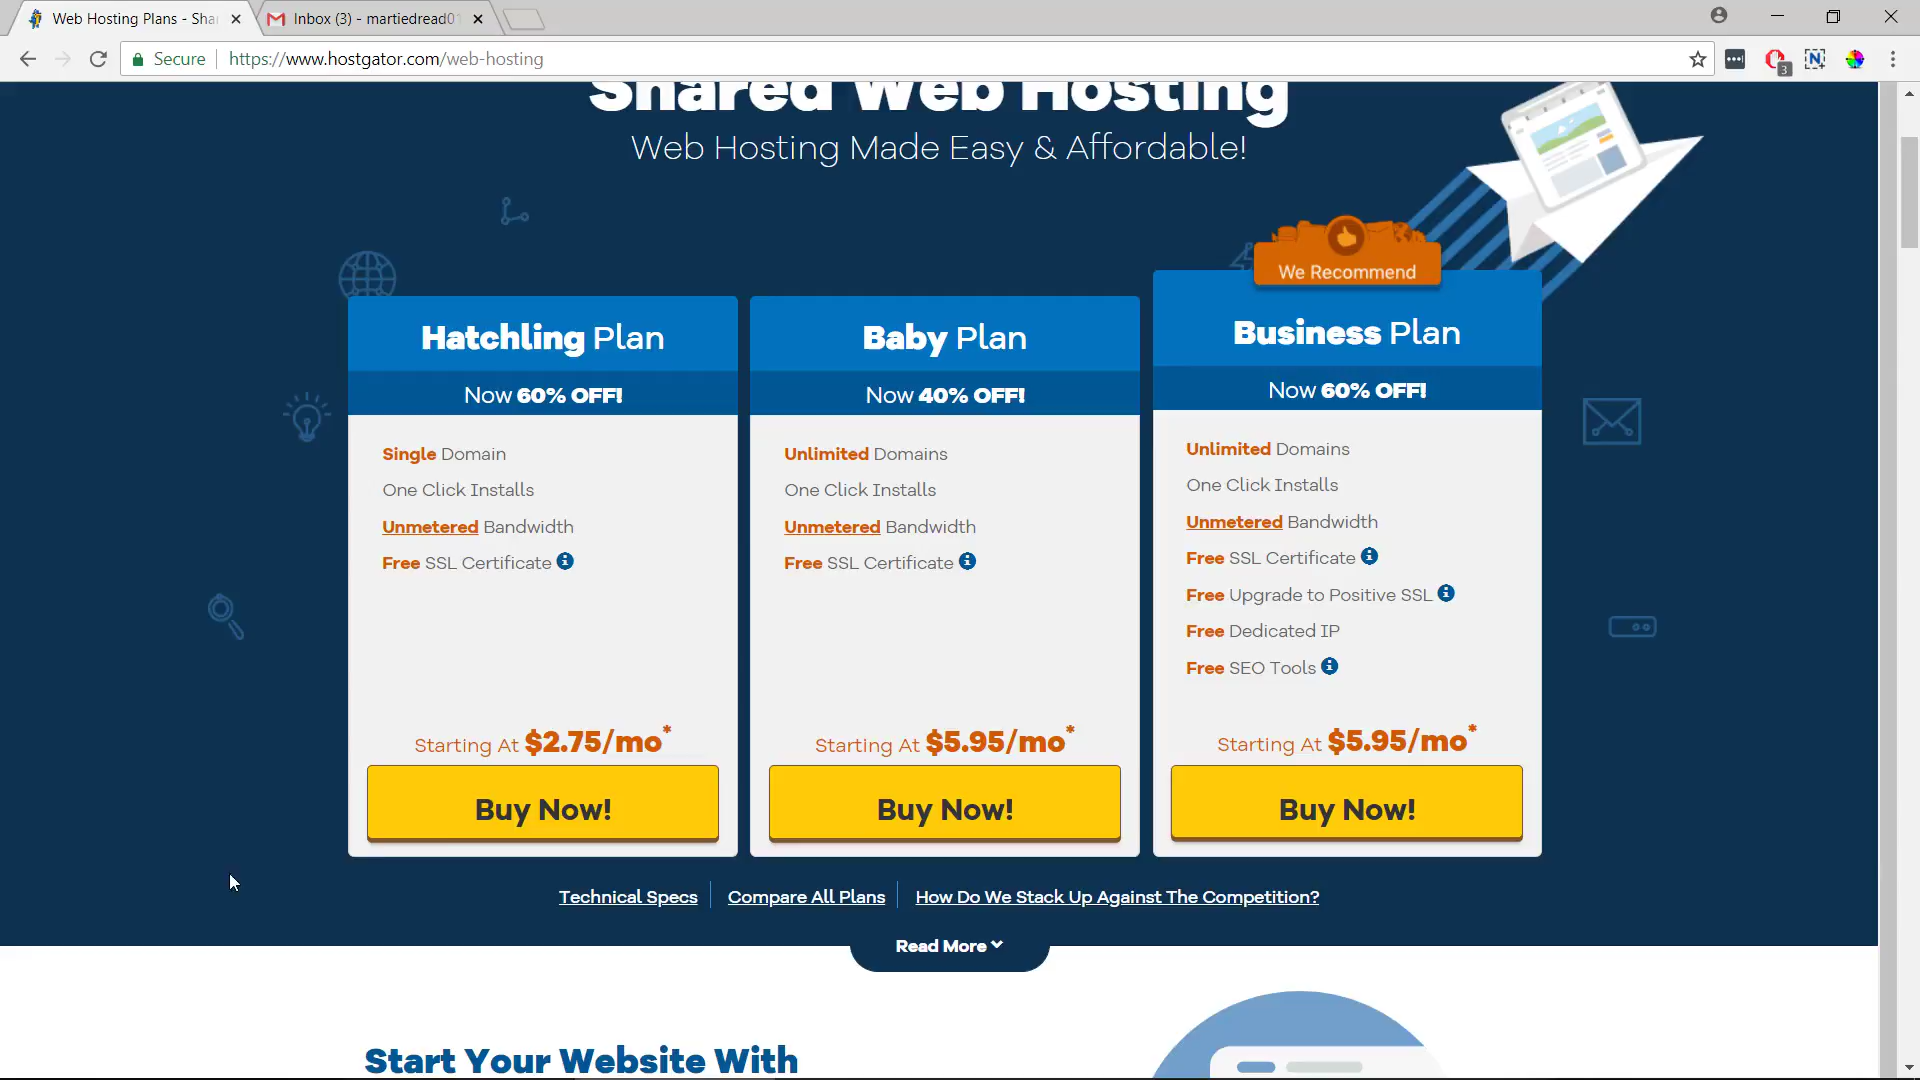 Web Hosting Plans - Sha
Inbox (3) - martiedread01
Secure
https://www.hostgator.com/web-hosting
3
Shared Web Hosting
Web Hosting Made Easy & Affordable!
We Recommend
Hatchling Plan
Now 60% OFF!
Single Domain
One Click Installs
Unmetered Bandwidth
Free SSL Certificate
Starting At $2.75/mo*
Buy Now!
Baby Plan
Now 40% OFF!
Unlimited Domains
One Click Installs
Unmetered Bandwidth
Free SSL Certificate
Starting At $5.95/mo*
Buy Now!
Business Plan
Now 60% OFF!
Unlimited Domains
One Click Installs
Unmetered Bandwidth
Free SSL Certificate
Free Upgrade to Positive SSL
Free Dedicated IP
Free SEO Tools
Starting At $5.95/mo*
Buy Now!
Technical Specs
Compare All Plans
How Do We Stack Up Against The Competition?
Read More
Start Your Website With